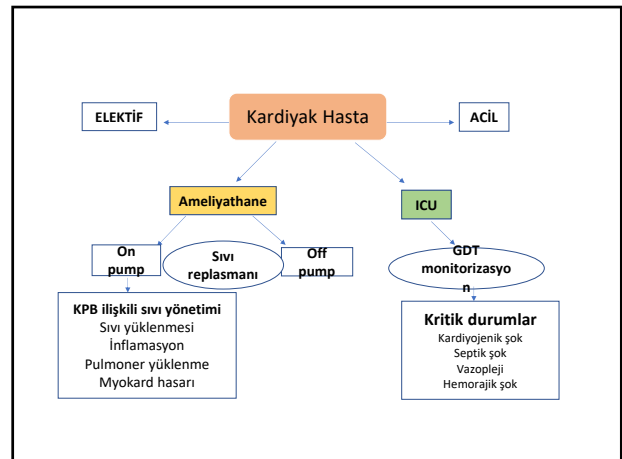 Kardiyak Hasta
ELEKTİF
ACİL
Ameliyathane
ICU
On
pump
Sıvı
replasmanı
Off
pump
GDT
monitorizasyo
n
KPB ilişkili sıvı yönetimi
Sıvı yüklenmesi
İnflamasyon
Pulmoner yüklenme
Myokard hasarı
Kritik durumlar
Kardiyojenik şok
Septik şok
Vazopleji
Hemorajik şok